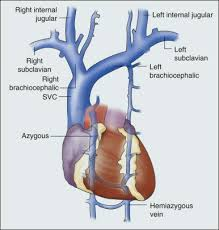 Right internal
jugular
Left internal jugular
Right
subclavian
Left
subclavian
Left
brachiocephalic
Right
brachiocephalic
SVC
Azygous
Hemiazygous
vein